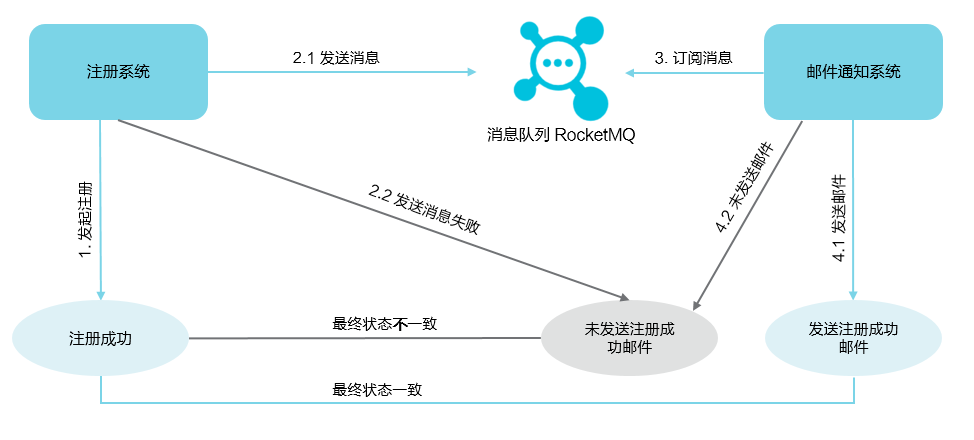 注册系统
2.1 发送消息
3. 订阅消息
邮件通知系统
消息队列 RocketMQ
1. 发起注册
2.2 发送消息失败
4.2 未发送邮件
4.1 发送邮件
注册成功
最终状态不一致
未发送注册成
功邮件
发送注册成功
邮件
最终状态一致